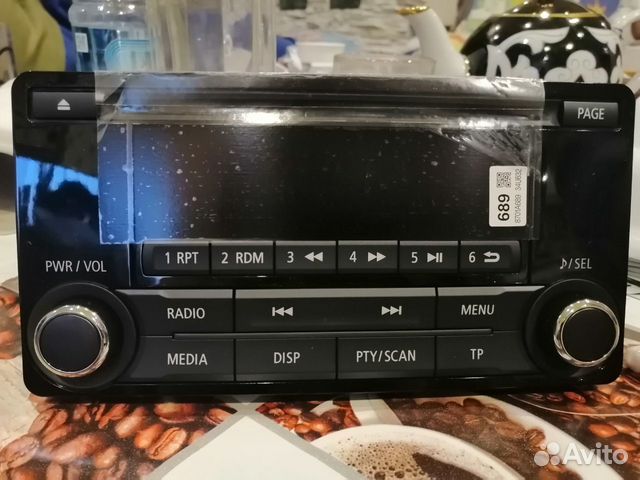 PAGE
689
1 RPT 2 RDM 3 4 5 6
PWR / VOL
/ SEL
RADIO MENU
MEDIA DISP PTY/SCAN TP
Avito